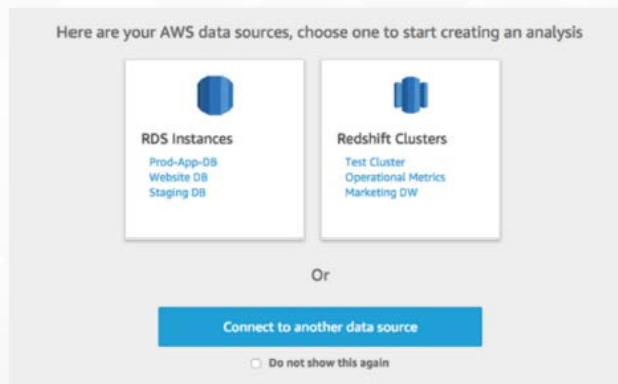 Here are your AWS data sources, choose one to start creating an analysis
RDS Instances
Prod-App-DB
Website DB
Staging DB
Redshift Clusters
Test Cluster
Operational Metrics
Marketing DW
Or
Connect to another data source
Do not show this again